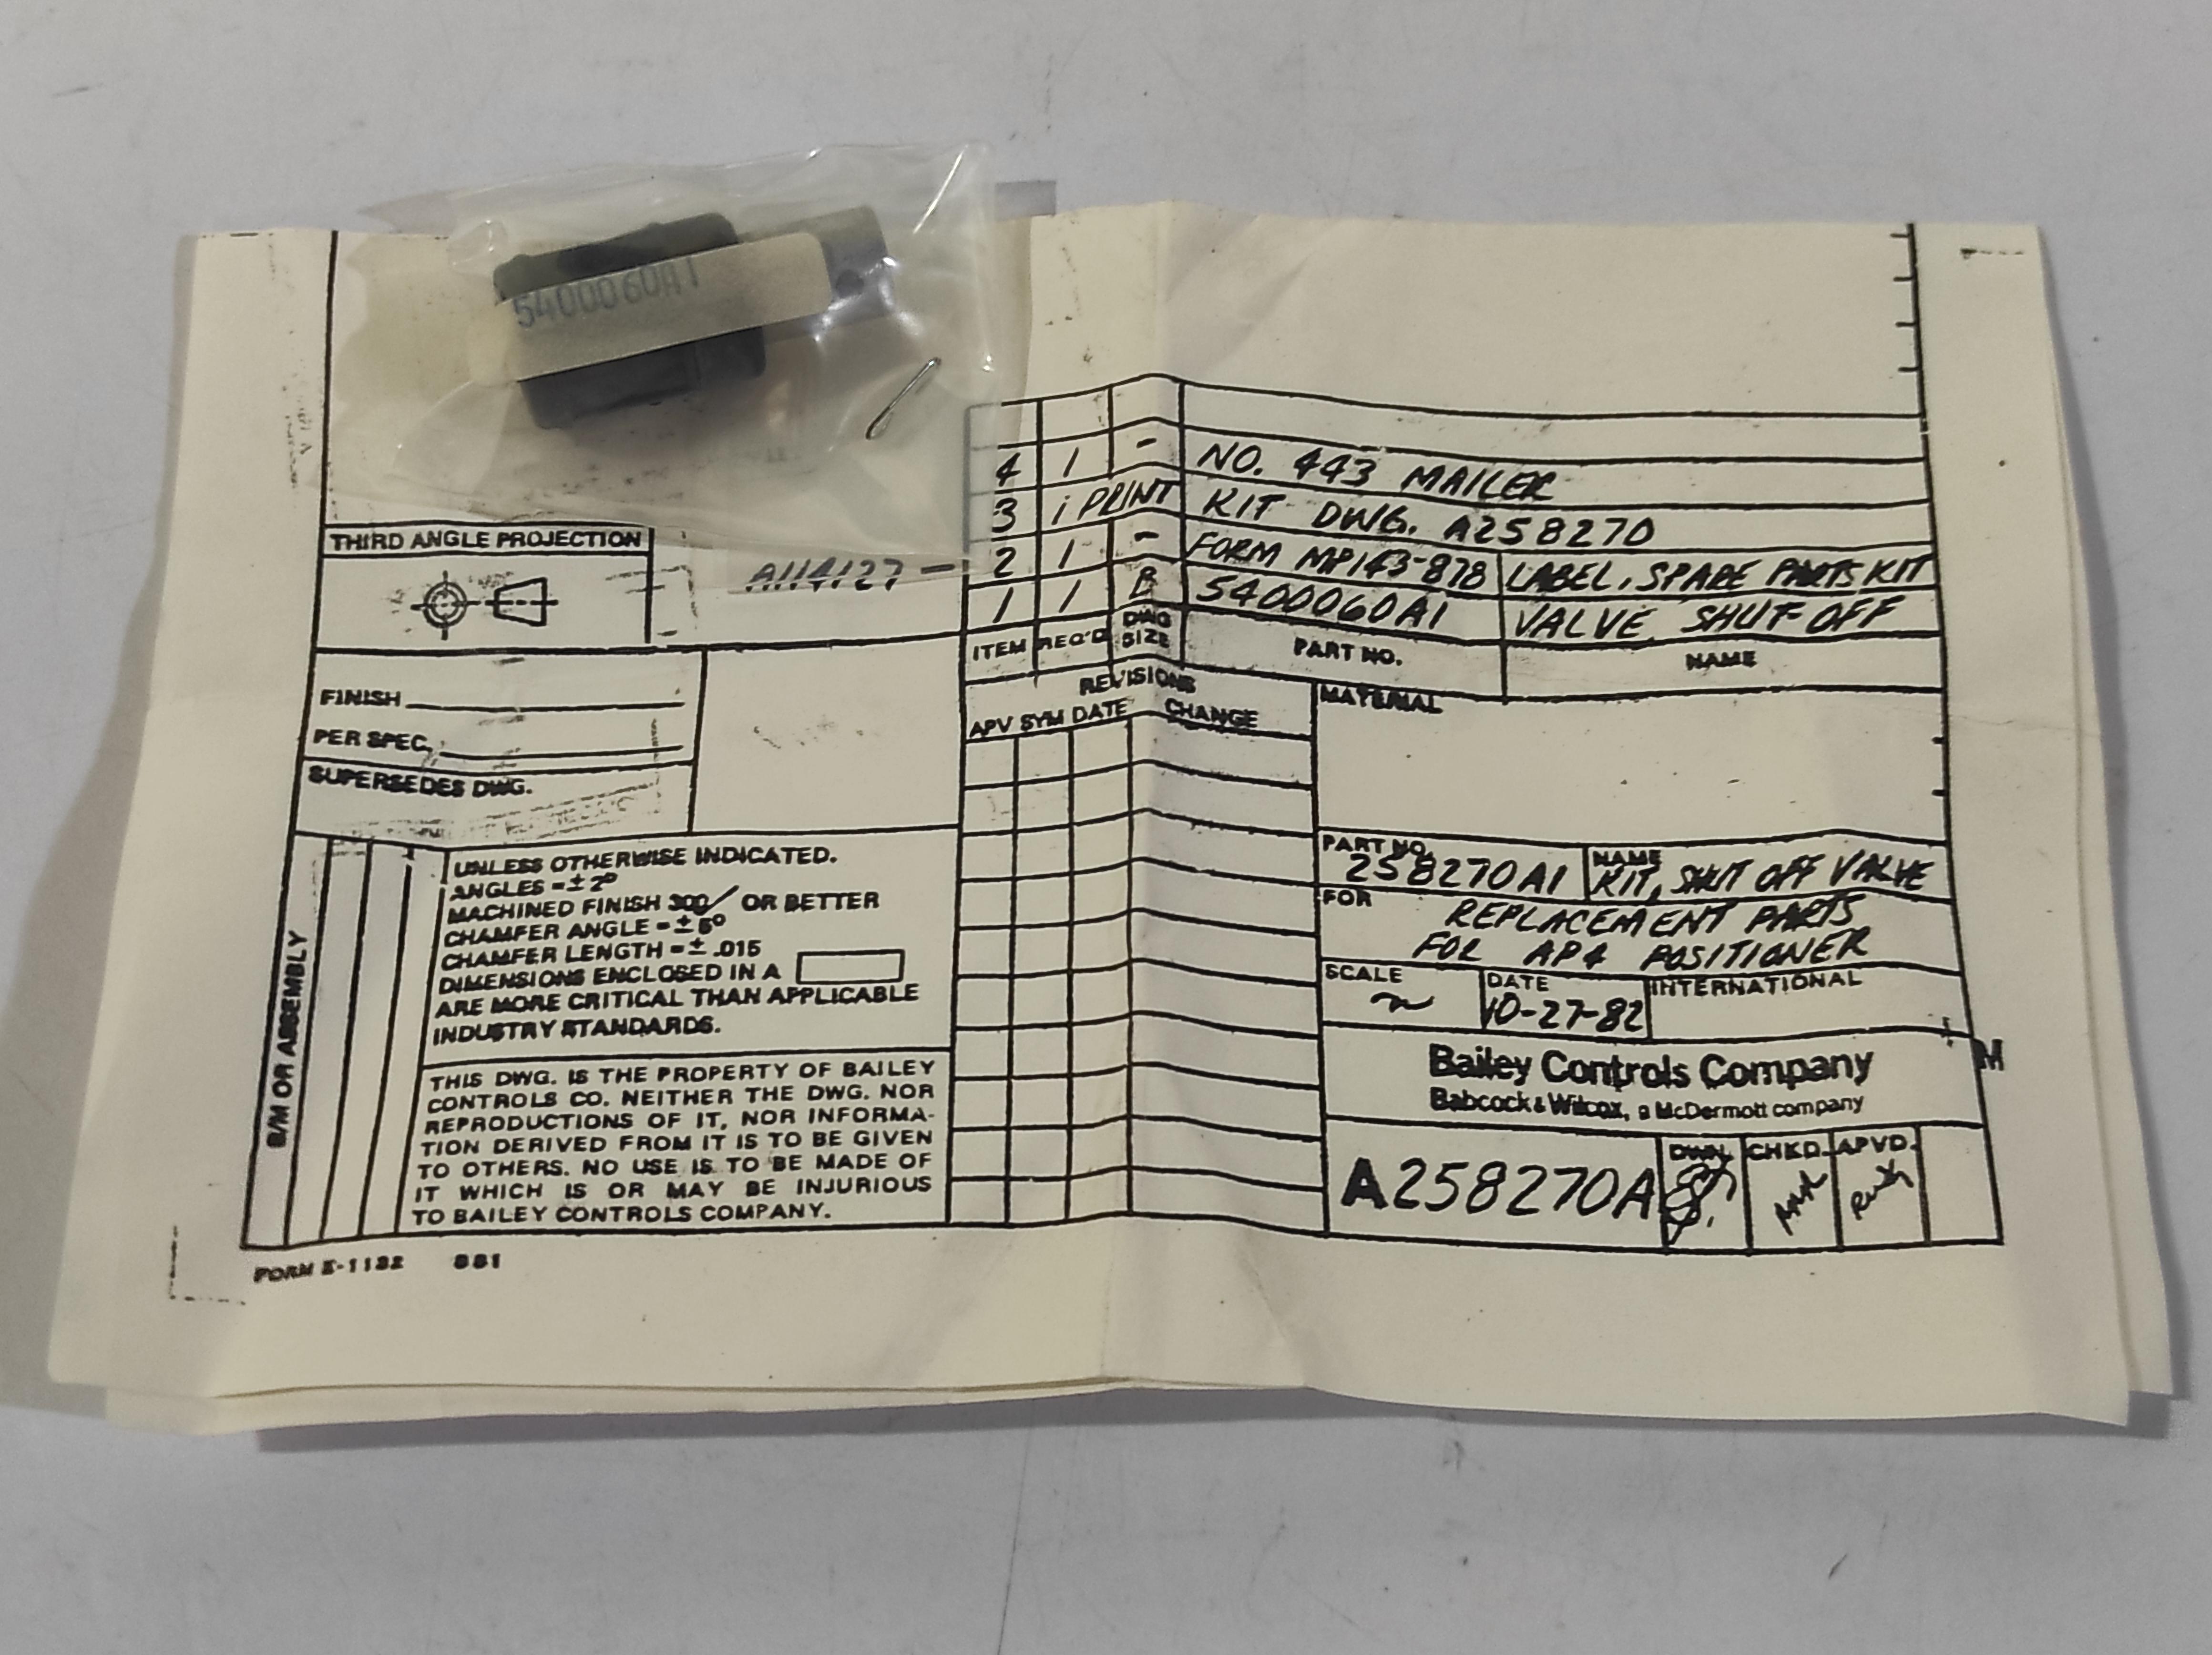 5400060A1
4 1 - NO. 443 MAILER
3 1 PRINT KIT DWG. A258270
2 1 - FORM MP143-878 LABEL, SPARE PARTS KIT
A114127 - 1 1 B 5400060A1 VALVE, SHUT OFF
ITEM REQ'D DWG SIZE PART NO. NAME
THIRD ANGLE PROJECTION
FINISH
PER SPEC.
SUPERSEDES DWG.
REVISIONS
APV SYM DATE CHANGE
MATERIAL
B/M OR ASSEMBLY
UNLESS OTHERWISE INDICATED.
ANGLES = ± 2°
MACHINED FINISH 300/ OR BETTER
CHAMFER ANGLE = ± 5°
CHAMFER LENGTH = ± .015
DIMENSIONS ENCLOSED IN A
ARE MORE CRITICAL THAN APPLICABLE
INDUSTRY STANDARDS.
THIS DWG. IS THE PROPERTY OF BAILEY
CONTROLS CO. NEITHER THE DWG. NOR
REPRODUCTIONS OF IT, NOR INFORMA-
TION DERIVED FROM IT IS TO BE GIVEN
TO OTHERS. NO USE IS TO BE MADE OF
IT WHICH IS OR MAY BE INJURIOUS
TO BAILEY CONTROLS COMPANY.
FORM E-1132 881
PART NO. NAME
258270A1 KIT, SHUT OFF VALVE
FOR REPLACEMENT PARTS
FOR AP4 POSITIONER
SCALE DATE INTERNATIONAL
10-27-82
Bailey Controls Company
Babcock & Wilcox, a McDermott company
M
DWN. CHKD. APVD.
A258270A